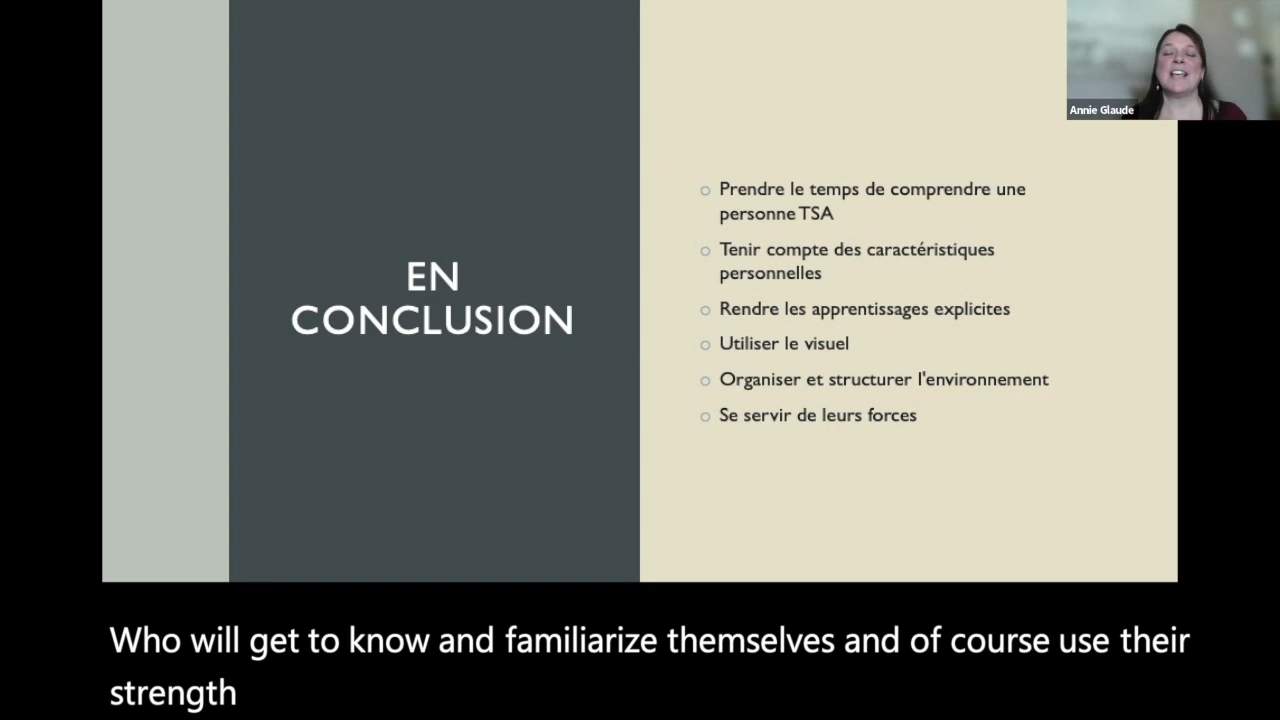 EN
CONCLUSION
Prendre le temps de comprendre une
personne TSA
Tenir compte des caractéristiques
personnelles
Rendre les apprentissages explicites
Utiliser le visuel
Organiser et structurer l'environnement
Se servir de leurs forces
Annie Glaude
Who will get to know and familiarize themselves and of course use their
strength